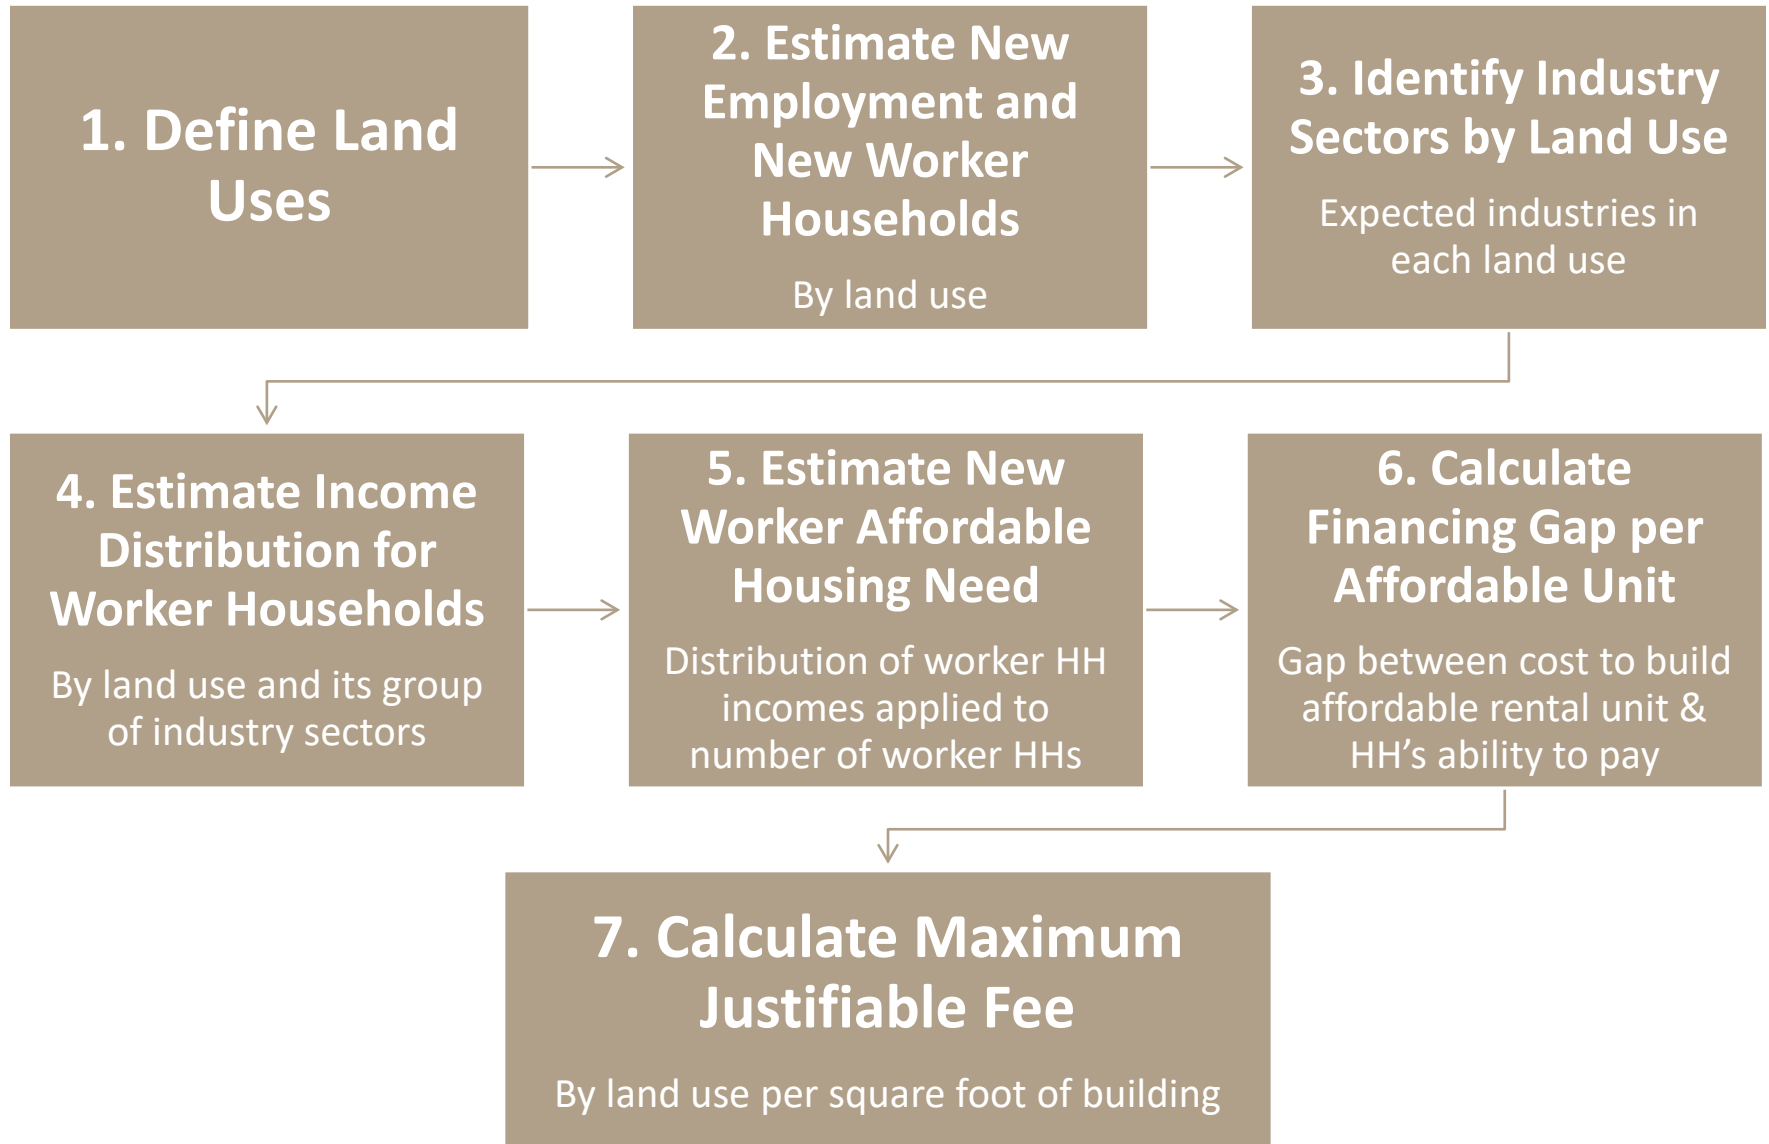 1. Define Land
Uses
2. Estimate New
Employment and
New Worker
Households
By land use
3. Identify Industry
Sectors by Land Use
Expected industries in
each land use
4. Estimate Income
Distribution for
Worker Households
By land use and its group
of industry sectors
5. Estimate New
Worker Affordable
Housing Need
Distribution of worker HH
incomes applied to
number of worker HHs
6. Calculate
Financing Gap per
Affordable Unit
Gap between cost to build
affordable rental unit &
HH’s ability to pay
7. Calculate Maximum
Justifiable Fee
By land use per square foot of building